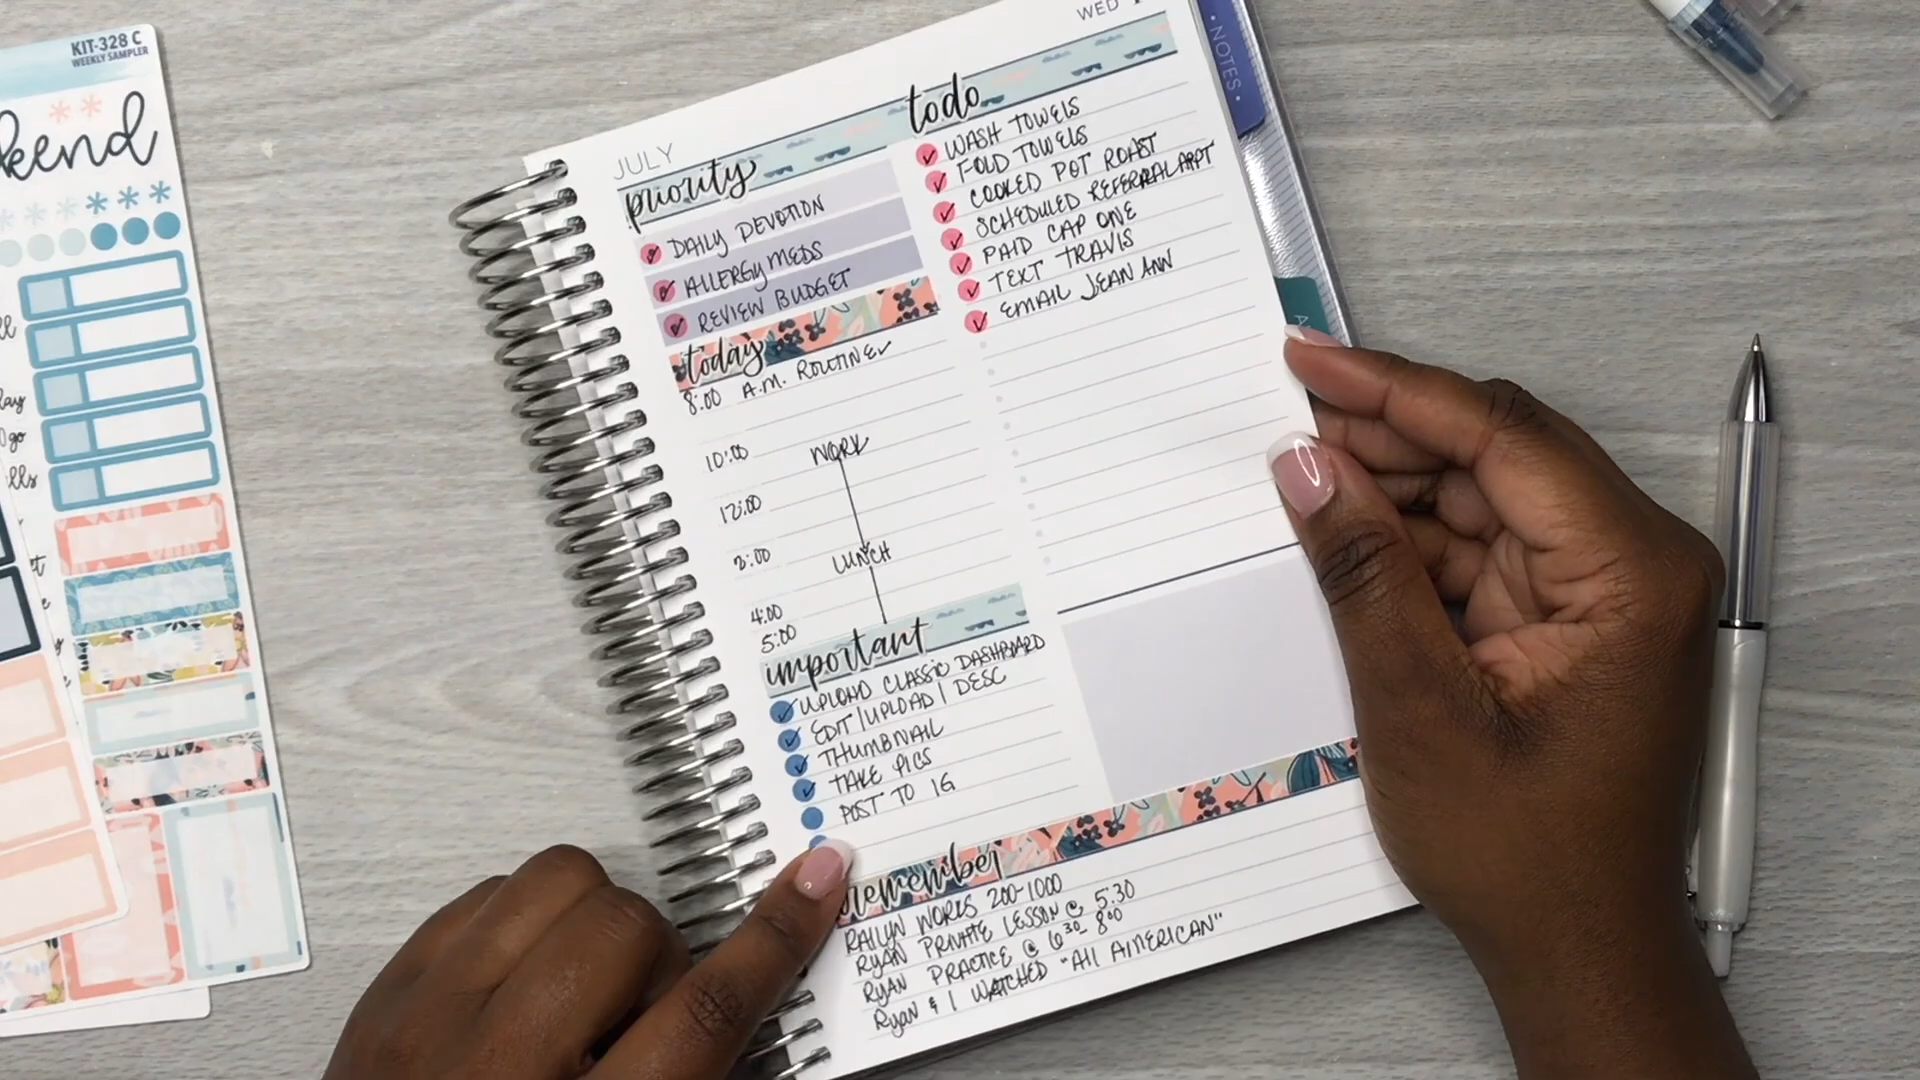 KIT-328 C
WEEKLY SAMPLER
kend
JULY
WED
NOTES
priority
DAILY DEVOTION
ALLERGY MEDS
REVIEW BUDGET
today
8:00 A.M. ROUTINE
10:00 WORK
12:00
2:00 LUNCH
4:00
5:00
important
UPLOAD CLASSIC DASHBOARD
EDIT/UPLOAD/DESC
THUMBNAIL
TAKE PICS
POST TO IG
todo
WASH TOWELS
FOLD TOWELS
COOKED POT ROAST
SCHEDULED REFERRAL APPT
PAID CAP ONE
TEXT TRAVIS
EMAIL JEAN ANN
remember
RAILYN WORKS 200-1000
RYAN PRIVATE LESSON @ 5:30
RYAN PRACTICE @ 6:30-8:00
Ryan & I WATCHED "All AMERICAN"